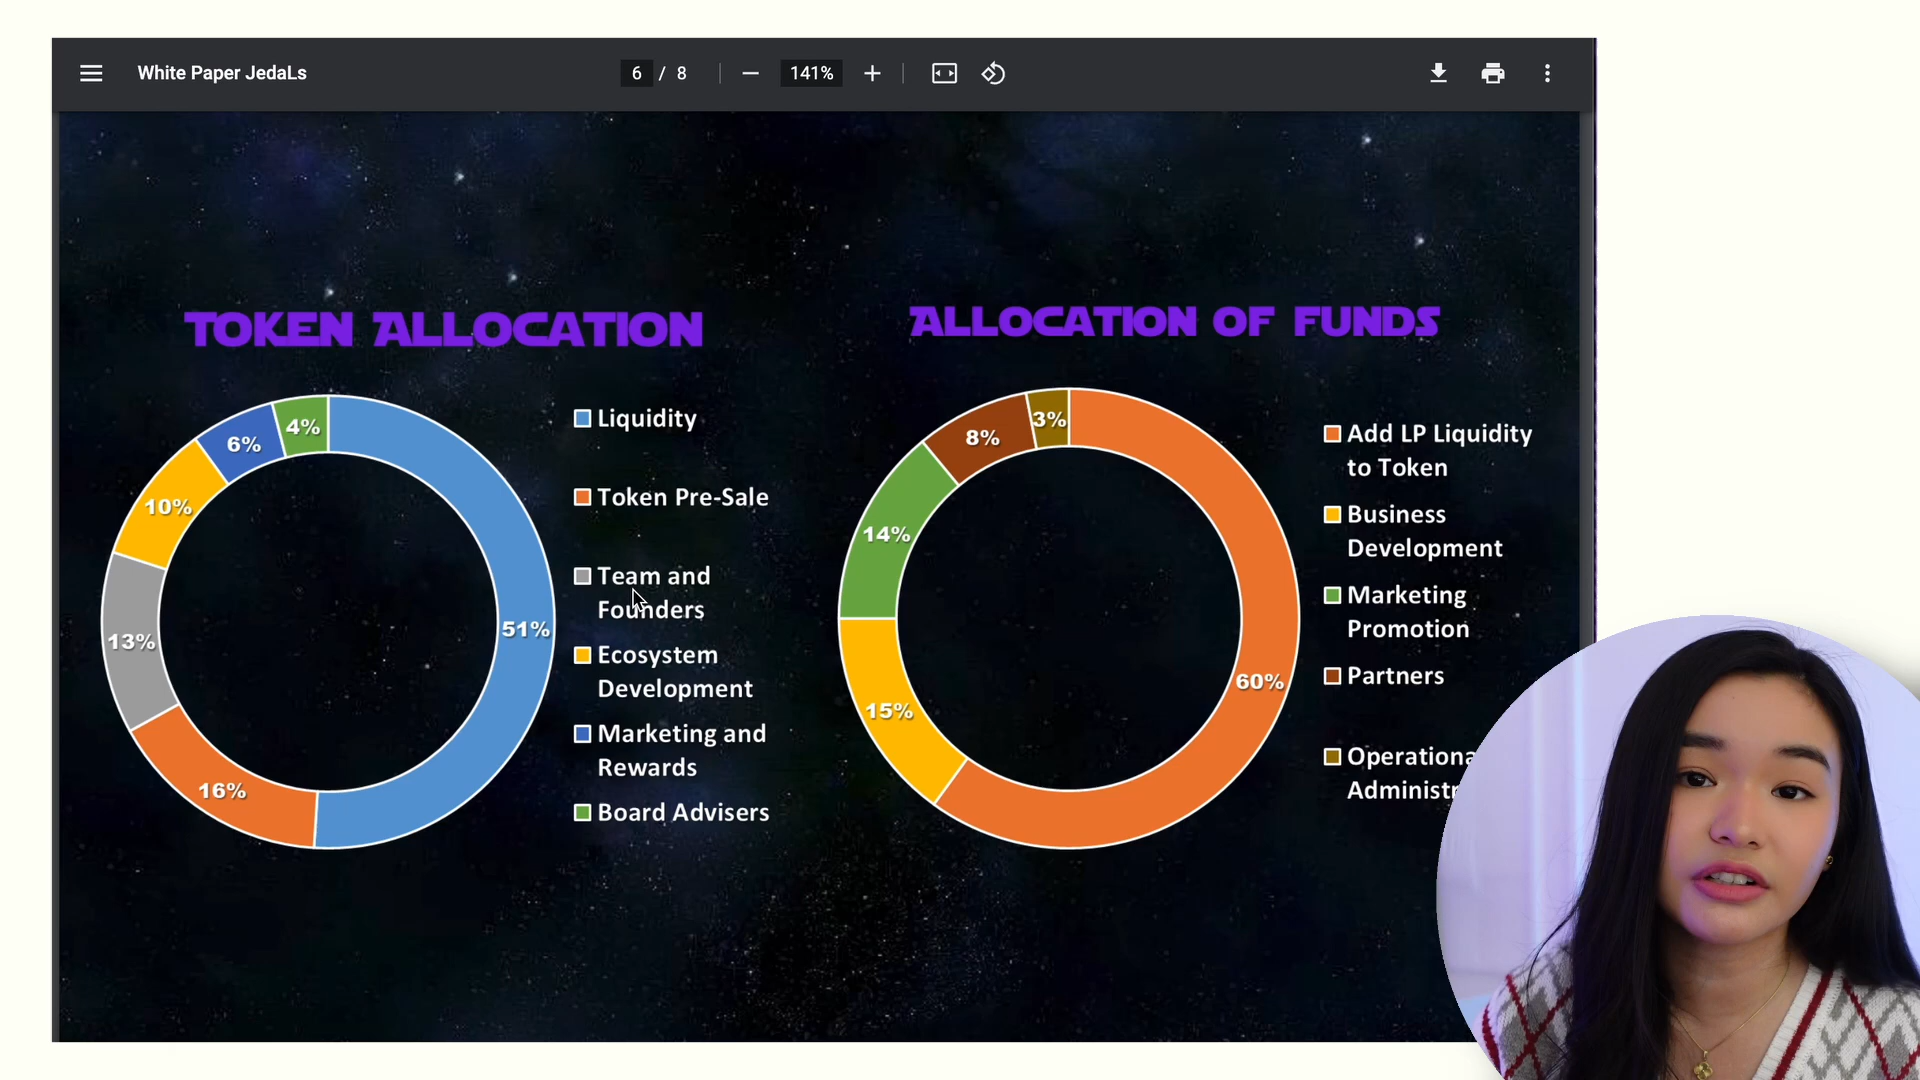 White Paper JedaLs
6 / 8
141%
TOKEN ALLOCATION
4%
6%
10%
13%
16%
51%
Liquidity
Token Pre-Sale
Team and
Founders
Ecosystem
Development
Marketing and
Rewards
Board Advisers
ALLOCATION OF FUNDS
3%
8%
14%
15%
60%
Add LP Liquidity
to Token
Business
Development
Marketing
Promotion
Partners